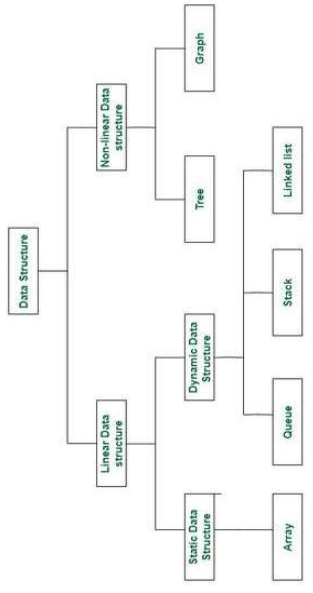 Data Structure
Linear Data
structure
Non-linear Data
structure
Static Data
Structure
Dynamic Data
Structure
Tree
Graph
Array
Queue
Stack
Linked list